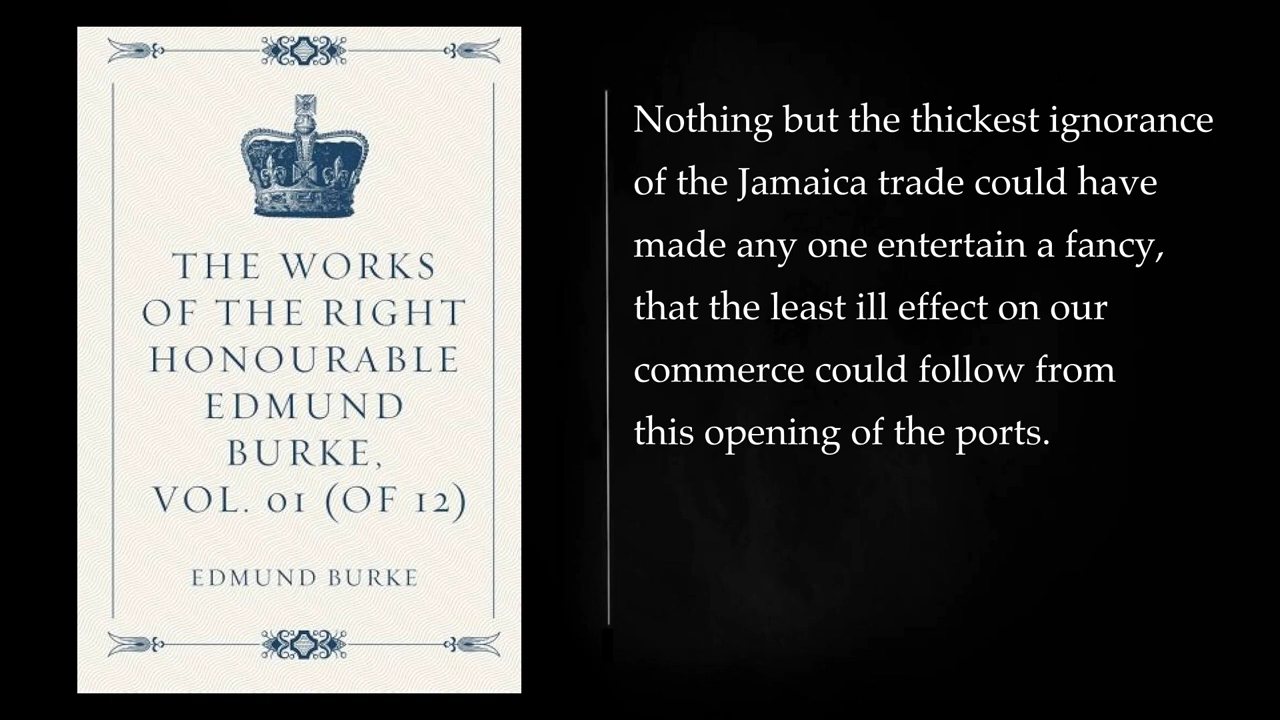 THE WORKS
OF THE RIGHT
HONOURABLE
EDMUND
BURKE,
VOL. 01 (OF 12)
EDMUND BURKE
Nothing but the thickest ignorance
of the Jamaica trade could have
made any one entertain a fancy,
that the least ill effect on our
commerce could follow from
this opening of the ports.